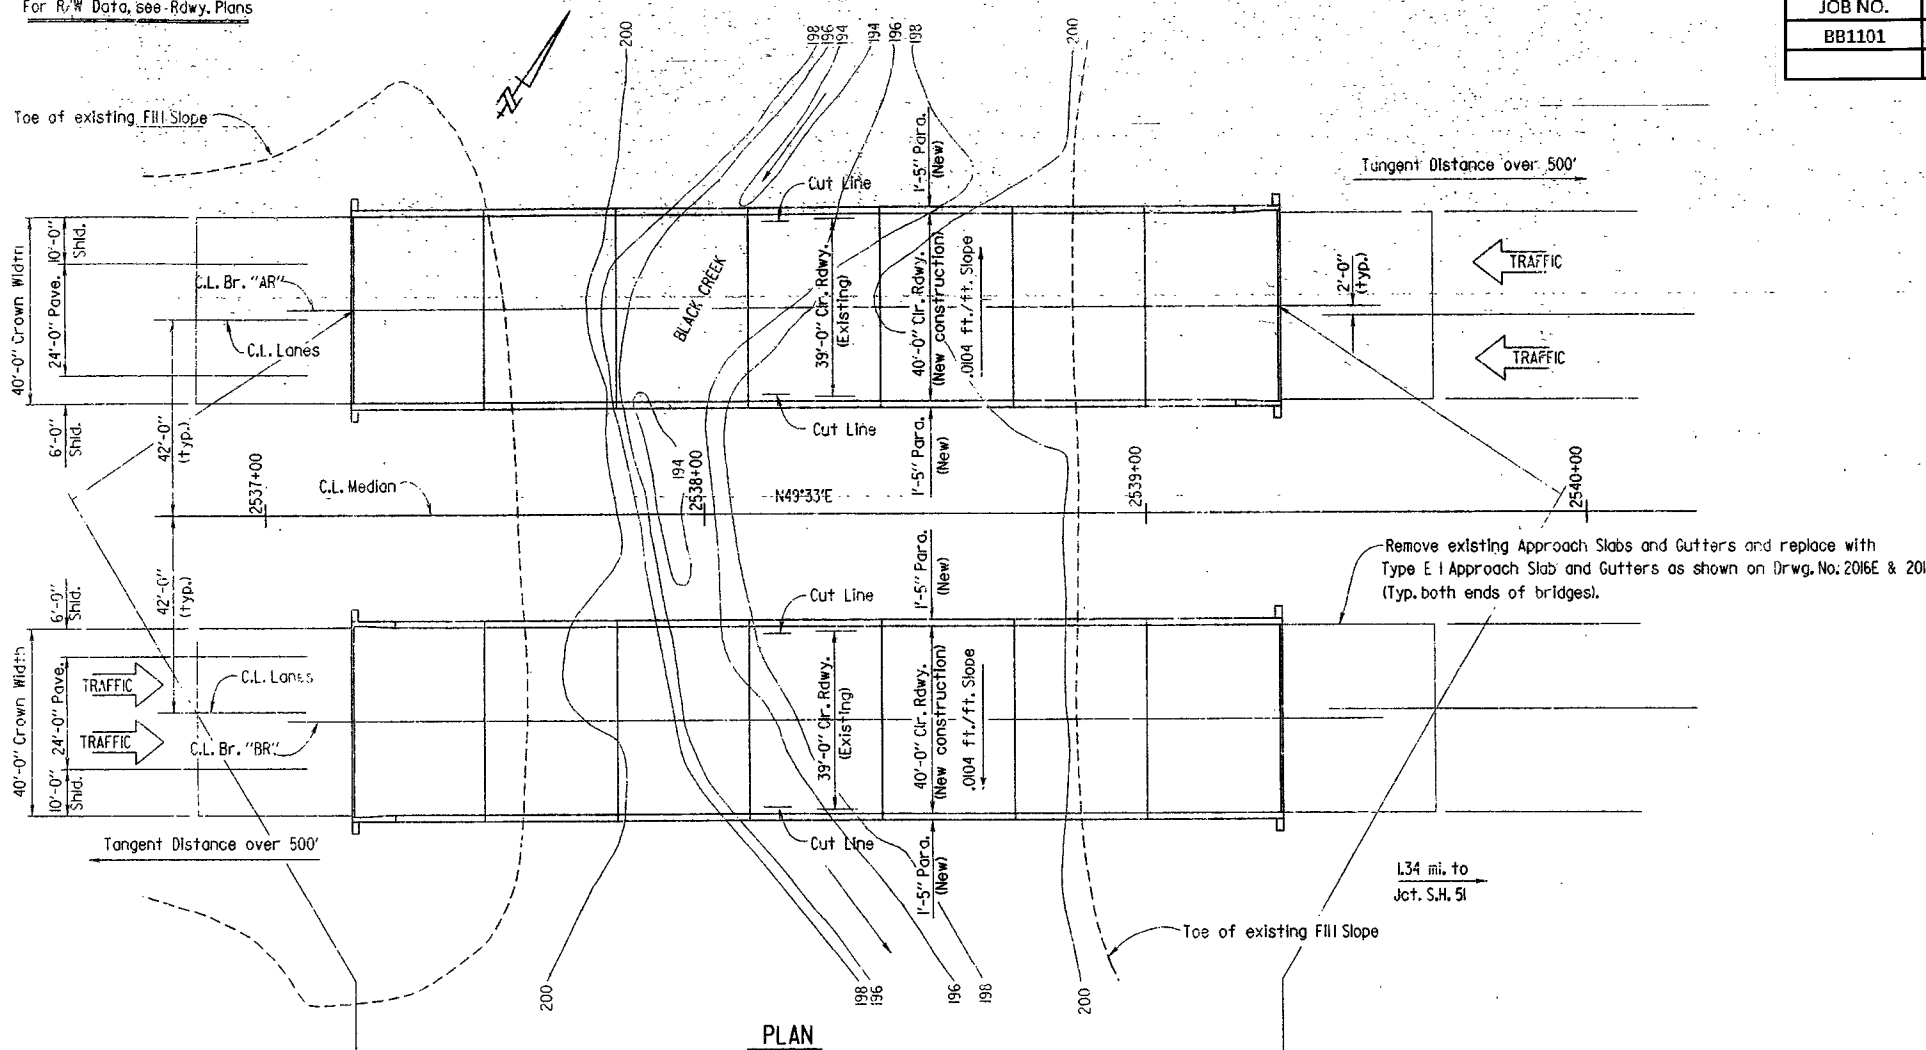 For R/W Data, see Rdwy. Plans
JOB NO.
BB1101
200
198
196
194
194
196
198
200
Toe of existing Fill Slope
1'-5" Para.
(New)
Tangent Distance over 500'
Cut Line
40'-0" Crown Width
10'-0"
Shld.
24'-0" Pave.
C.L. Br. "AR"
C.L. Lanes
BLACK CREEK
39'-0" Clr. Rdwy.
(Existing)
40'-0" Clr. Rdwy.
(New construction)
.0104 ft./ft. Slope
2'-0"
(typ.)
TRAFFIC
TRAFFIC
6'-0"
Shld.
42'-0"
(typ.)
Cut Line
1'-5" Para.
(New)
194
2537+00
C.L. Median
2538+00
N49°33'E
2539+00
2540+00
Remove existing Approach Slabs and Gutters and replace with
Type E1 Approach Slab and Gutters as shown on Drwg. No. 2016E & 201
(Typ. both ends of bridges).
6'-0"
Shld.
42'-0"
(typ.)
Cut Line
1'-5" Para.
(New)
40'-0" Crown Width
24'-0" Pave.
10'-0"
Shld.
TRAFFIC
TRAFFIC
C.L. Lanes
C.L. Br. "BR"
39'-0" Clr. Rdwy.
(Existing)
40'-0" Clr. Rdwy.
(New construction)
.0104 ft./ft. Slope
Tangent Distance over 500'
Cut Line
1'-5" Para.
(New)
1.34 mi. to
Jct. S.H. 51
Toe of existing Fill Slope
200
198
196
196
198
200
PLAN